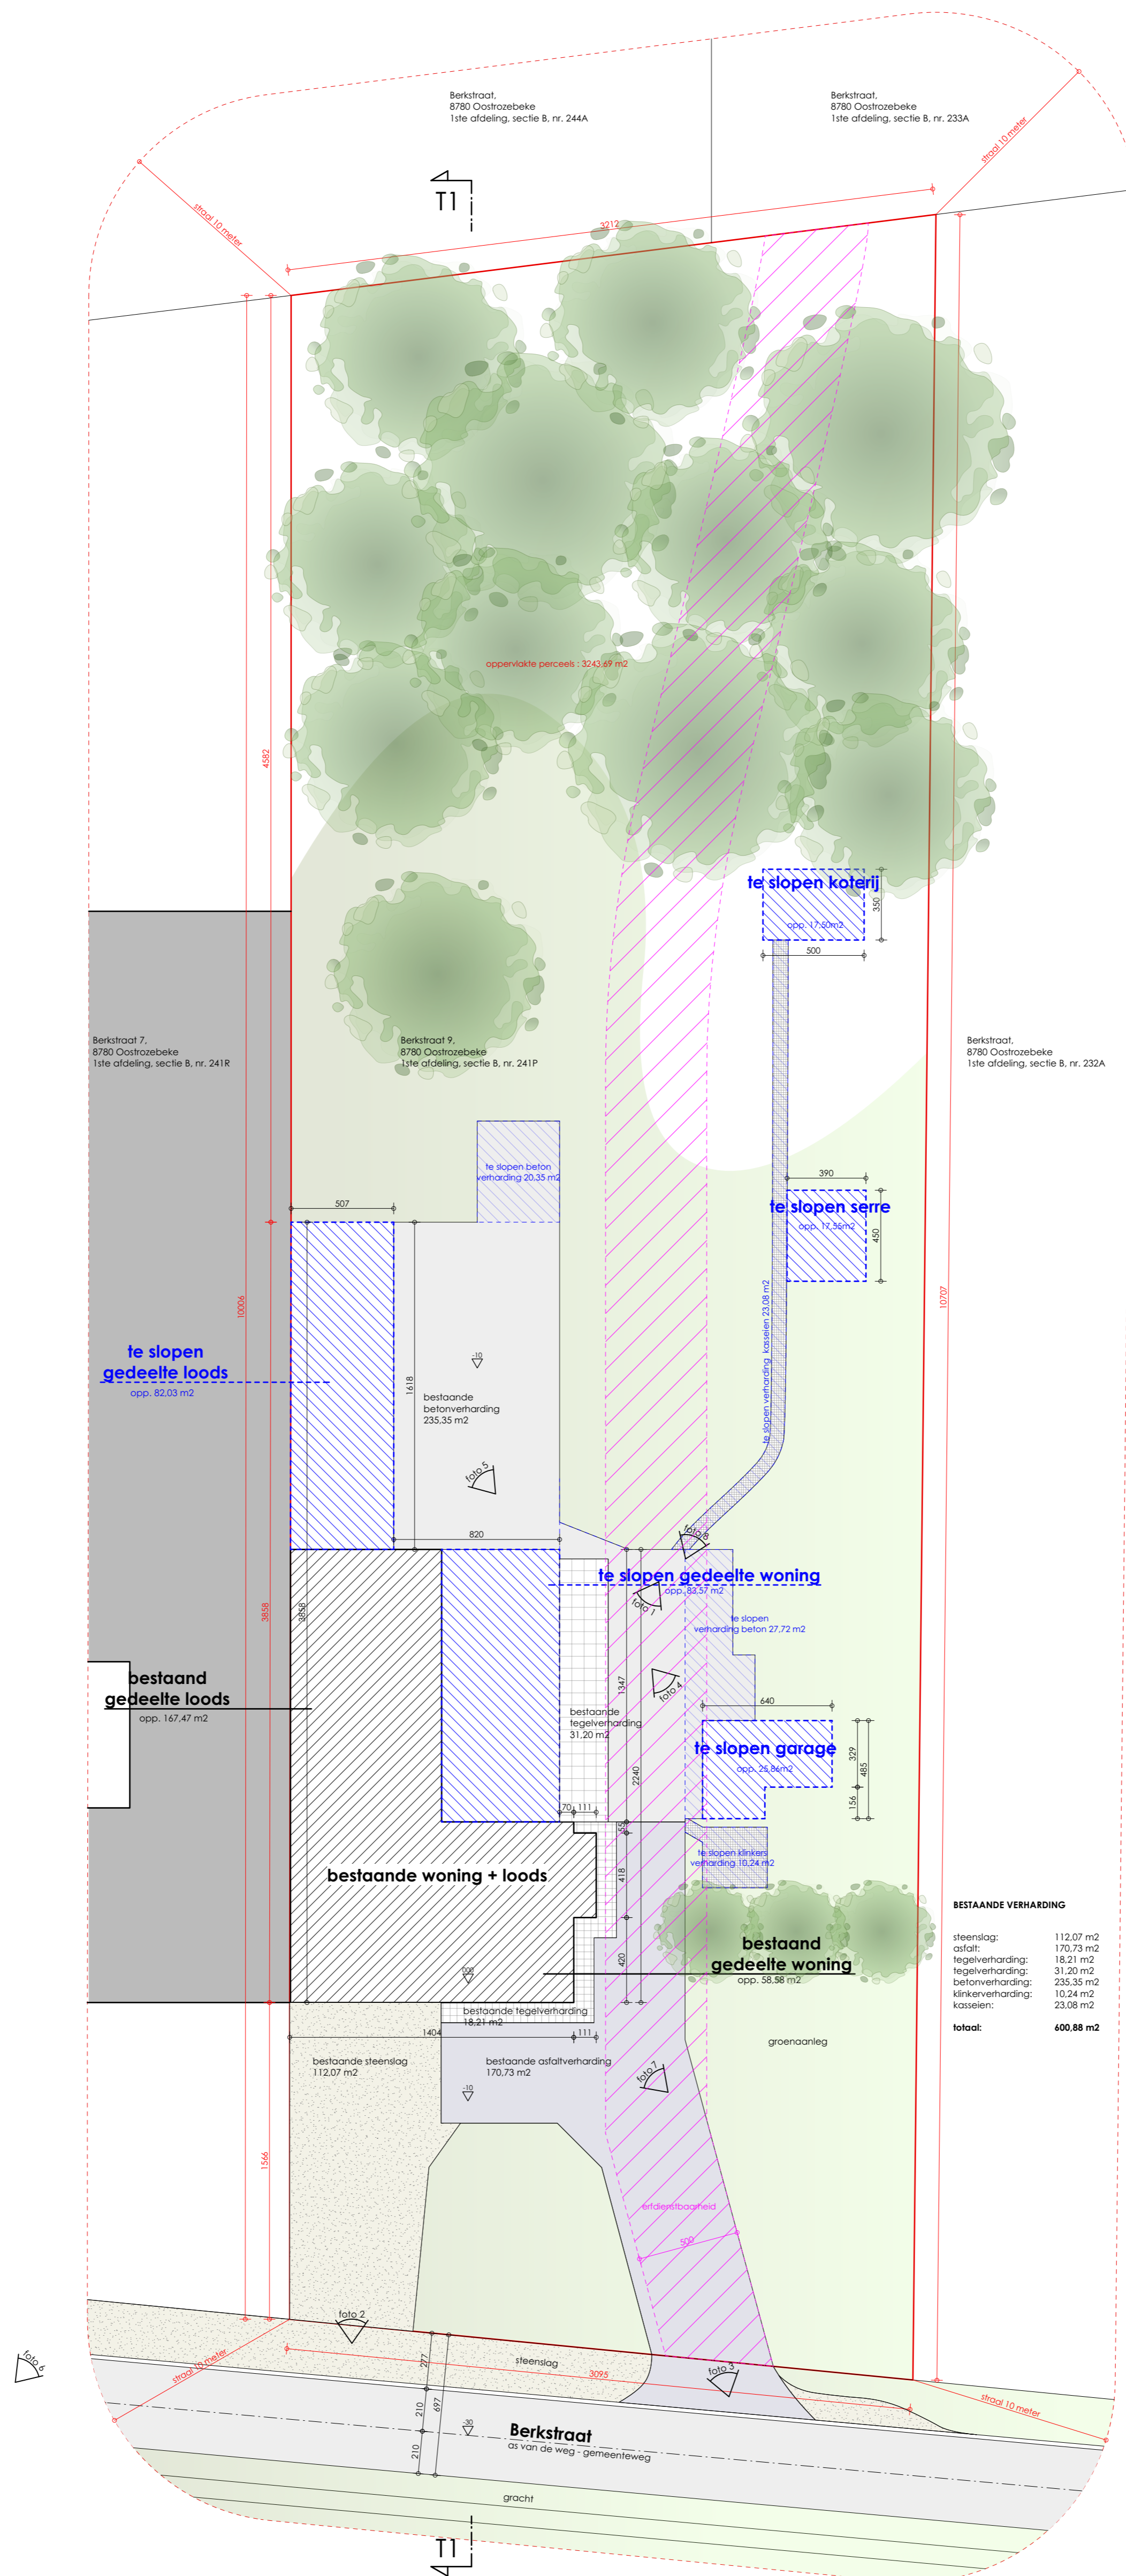 Berkstraat,
8780 Oostrozebeke
1ste afdeling, sectie B, nr. 244A
Berkstraat,
8780 Oostrozebeke
1ste afdeling, sectie B, nr. 233A
straal 10 meter
straal 10 meter
T1
3212
oppervlakte perceels : 3243,69 m2
4582
te slopen koterij
opp. 17,50m2
350
500
Berkstraat 7,
8780 Oostrozebeke
1ste afdeling, sectie B, nr. 241R
Berkstraat 9,
8780 Oostrozebeke
1ste afdeling, sectie B, nr. 241P
Berkstraat,
8780 Oostrozebeke
1ste afdeling, sectie B, nr. 232A
te slopen beton
verharding 20,35 m2
390
507
te slopen serre
opp. 17,55m2
450
10006
10707
te slopen verharding kasseien 23,08 m2
te slopen
gedeelte loods
opp. 82,03 m2
-10
1618
bestaande
betonverharding
235,35 m2
foto 5
820
foto 8
te slopen gedeelte woning
opp. 83,57 m2
foto 1
3858
3858
te slopen
verharding beton 27,72 m2
bestaand
gedeelte loods
opp. 167,47 m2
1347
foto 4
640
bestaande
tegelverharding
31,20 m2
te slopen garage
opp. 25,86m2
329
485
156
2240
70
111
55
te slopen klinkers
verharding 10,24 m2
bestaande woning + loods
418
BESTAANDE VERHARDING
steenslag: 112,07 m2
asfalt: 170,73 m2
tegelverharding: 18,21 m2
tegelverharding: 31,20 m2
betonverharding: 235,35 m2
klinkerverharding: 10,24 m2
kasseien: 23,08 m2
totaal: 600,88 m2
bestaand
gedeelte woning
opp. 58,58 m2
420
bestaande tegelverharding
18,21 m2
1404
111
groenaanleg
bestaande steenslag
112,07 m2
bestaande asfaltverharding
170,73 m2
foto 7
-10
1566
erfdienstbaarheid
500
foto 2
foto 6
straal 10 meter
277
steenslag
3095
foto 3
straal 10 meter
210
697
-30
Berkstraat
as van de weg - gemeenteweg
210
gracht
T1